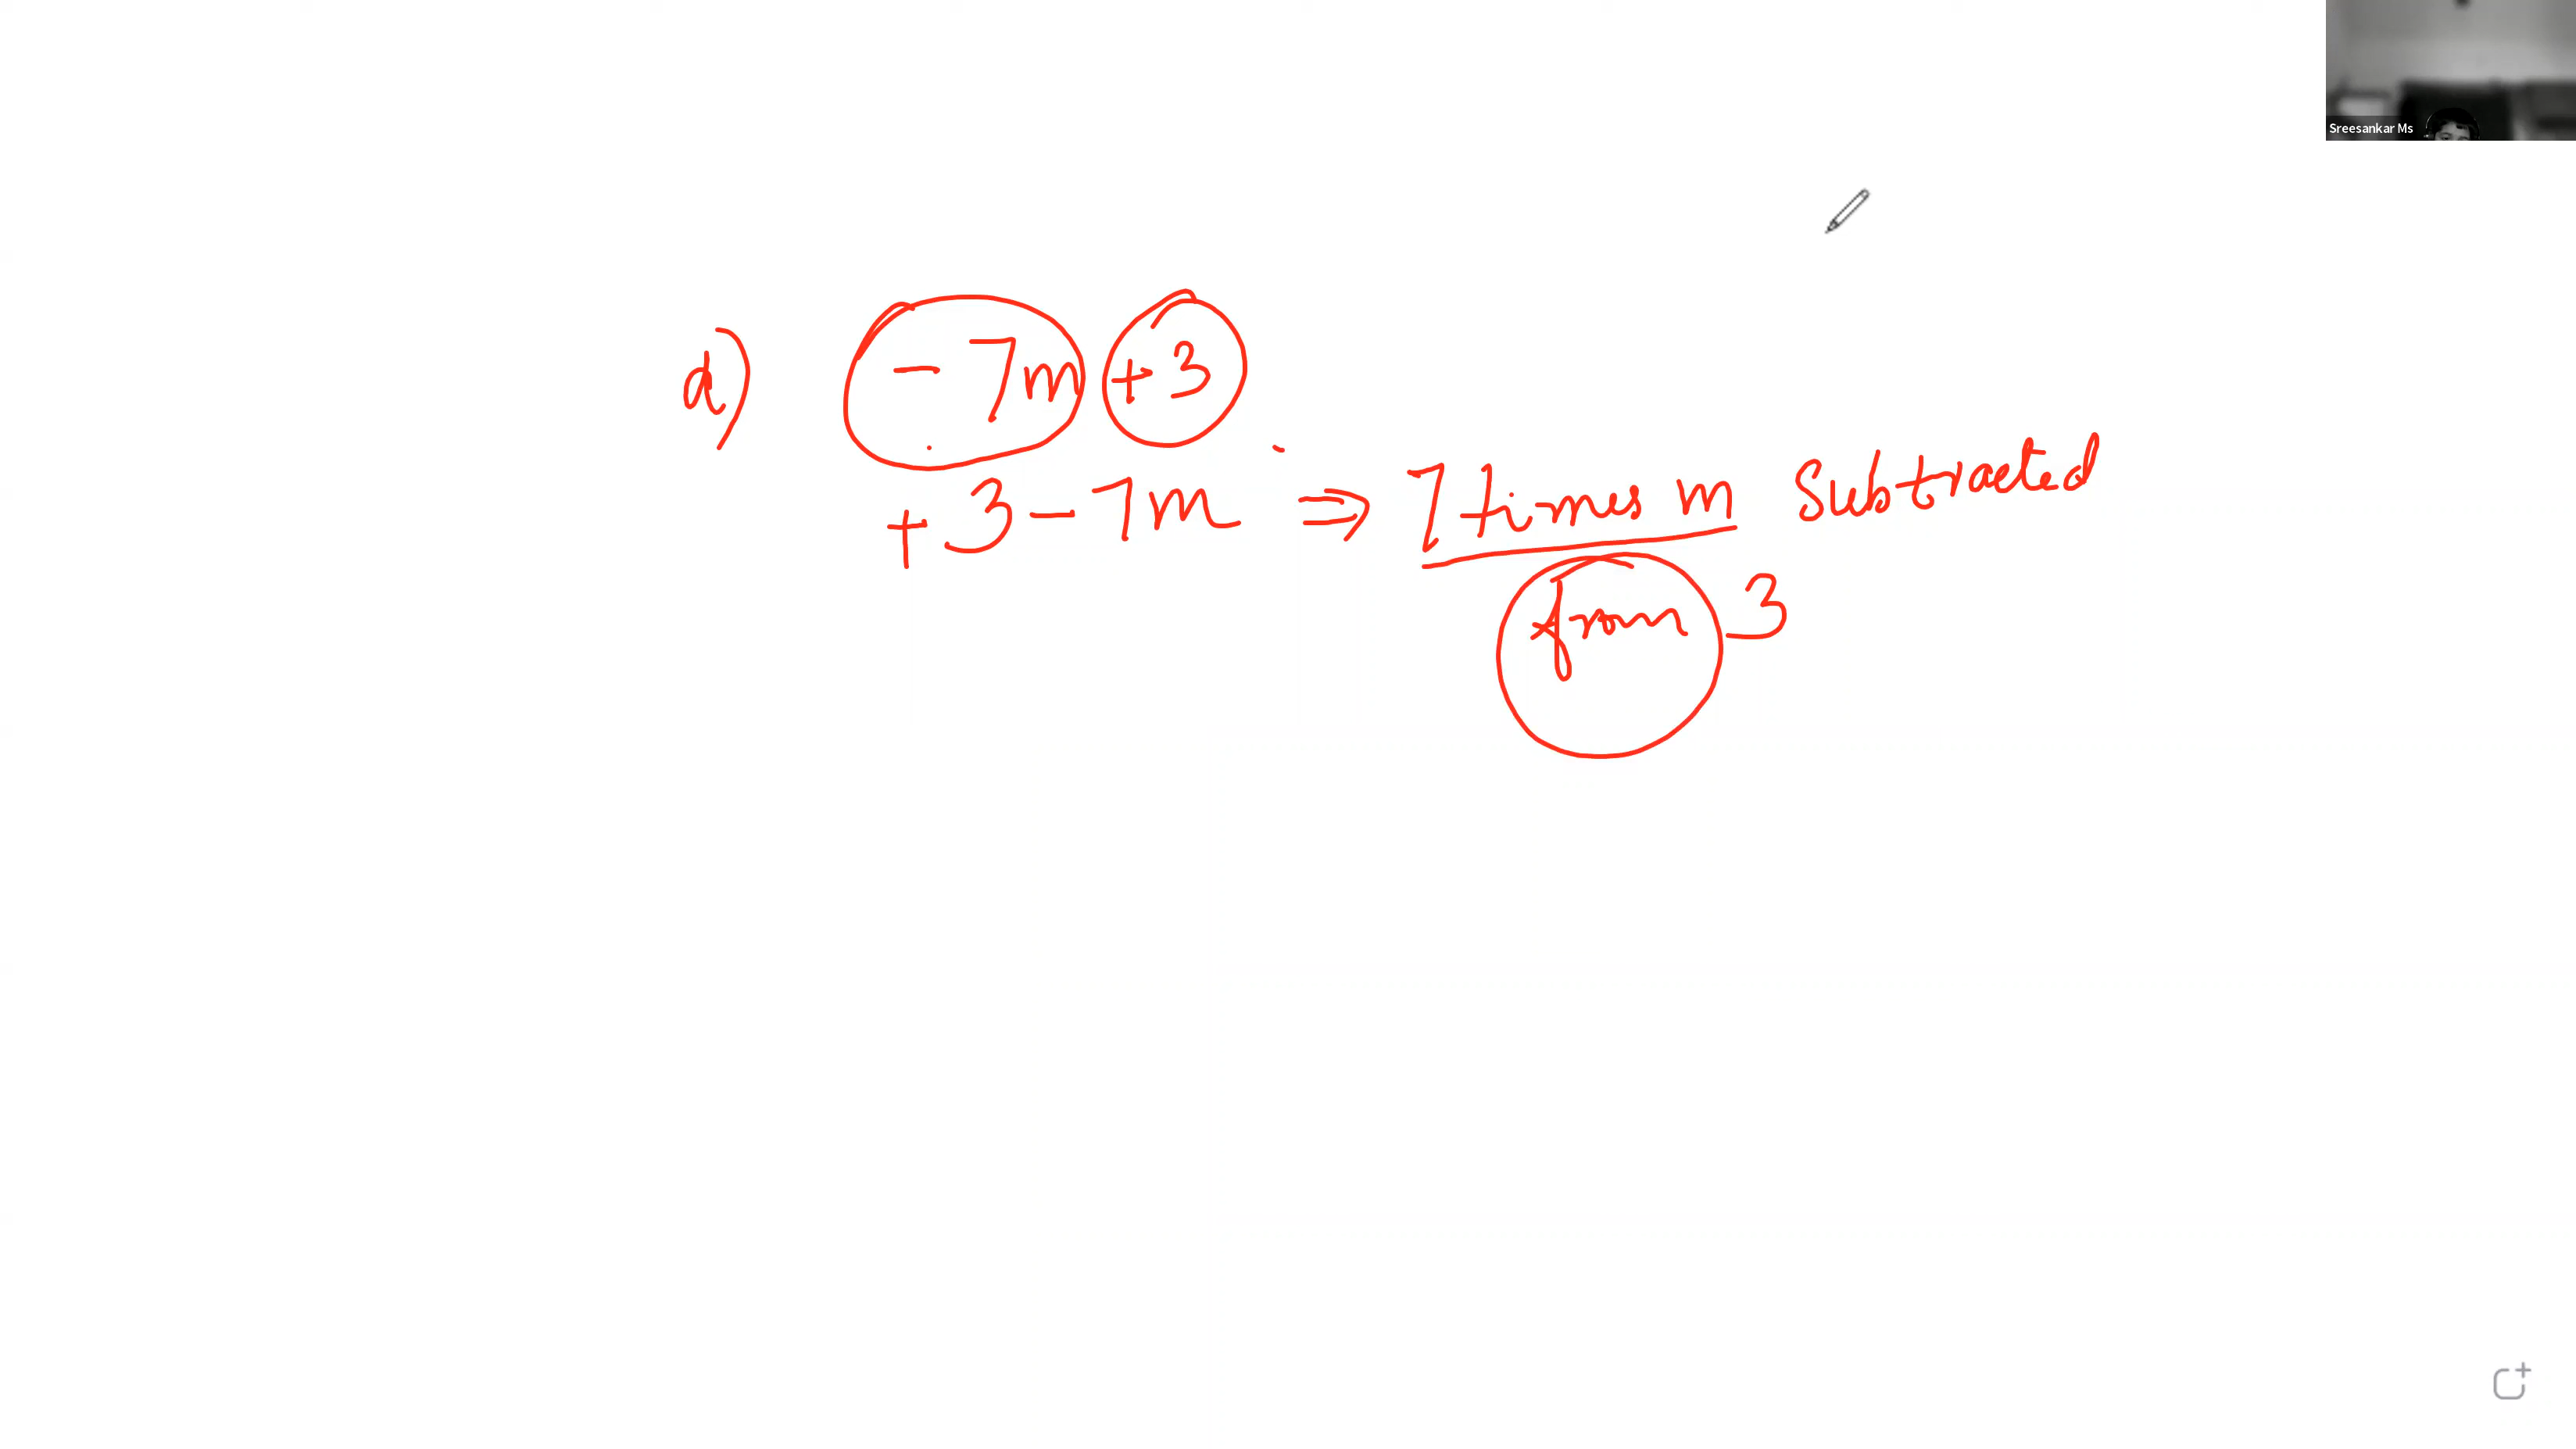 Sreesankar Ms
d) - 7m +3
+ 3 - 7m ⇒ 7 times m Subtracted
from 3